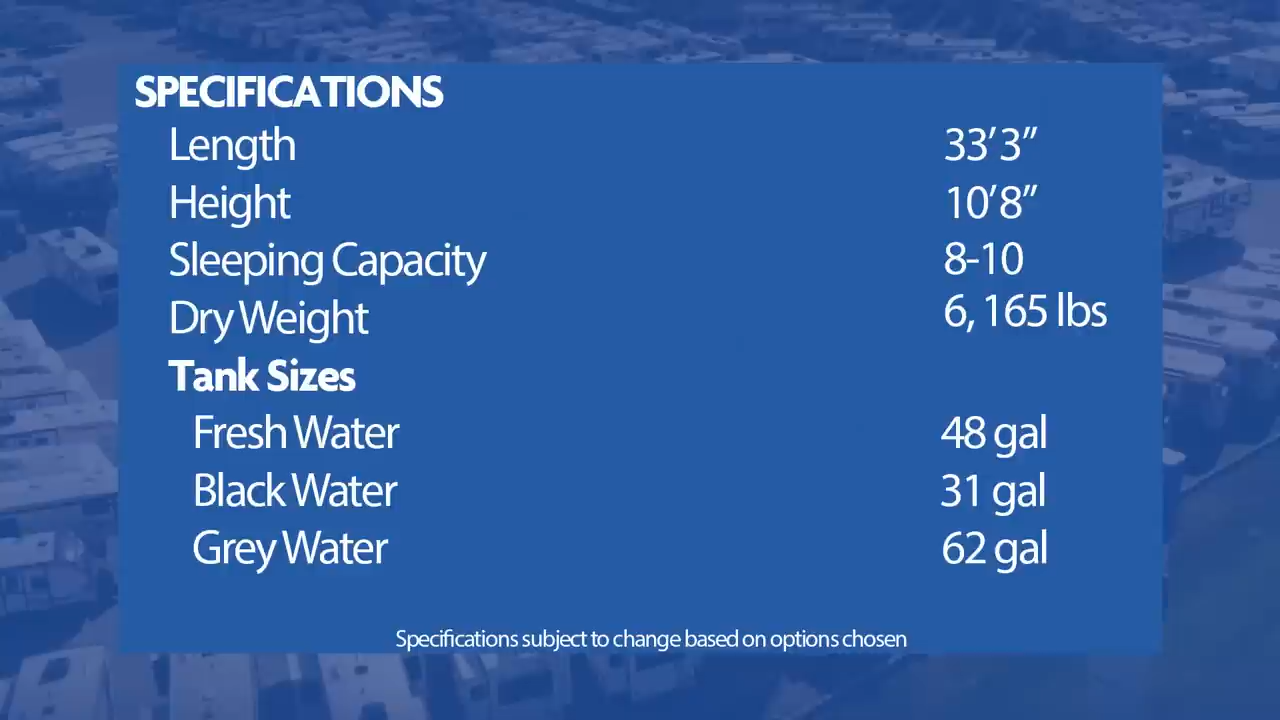 SPECIFICATIONS
Length 33'3"
Height 10'8"
Sleeping Capacity 8-10
Dry Weight 6, 165 lbs
Tank Sizes
Fresh Water 48 gal
Black Water 31 gal
Grey Water 62 gal
Specifications subject to change based on options chosen